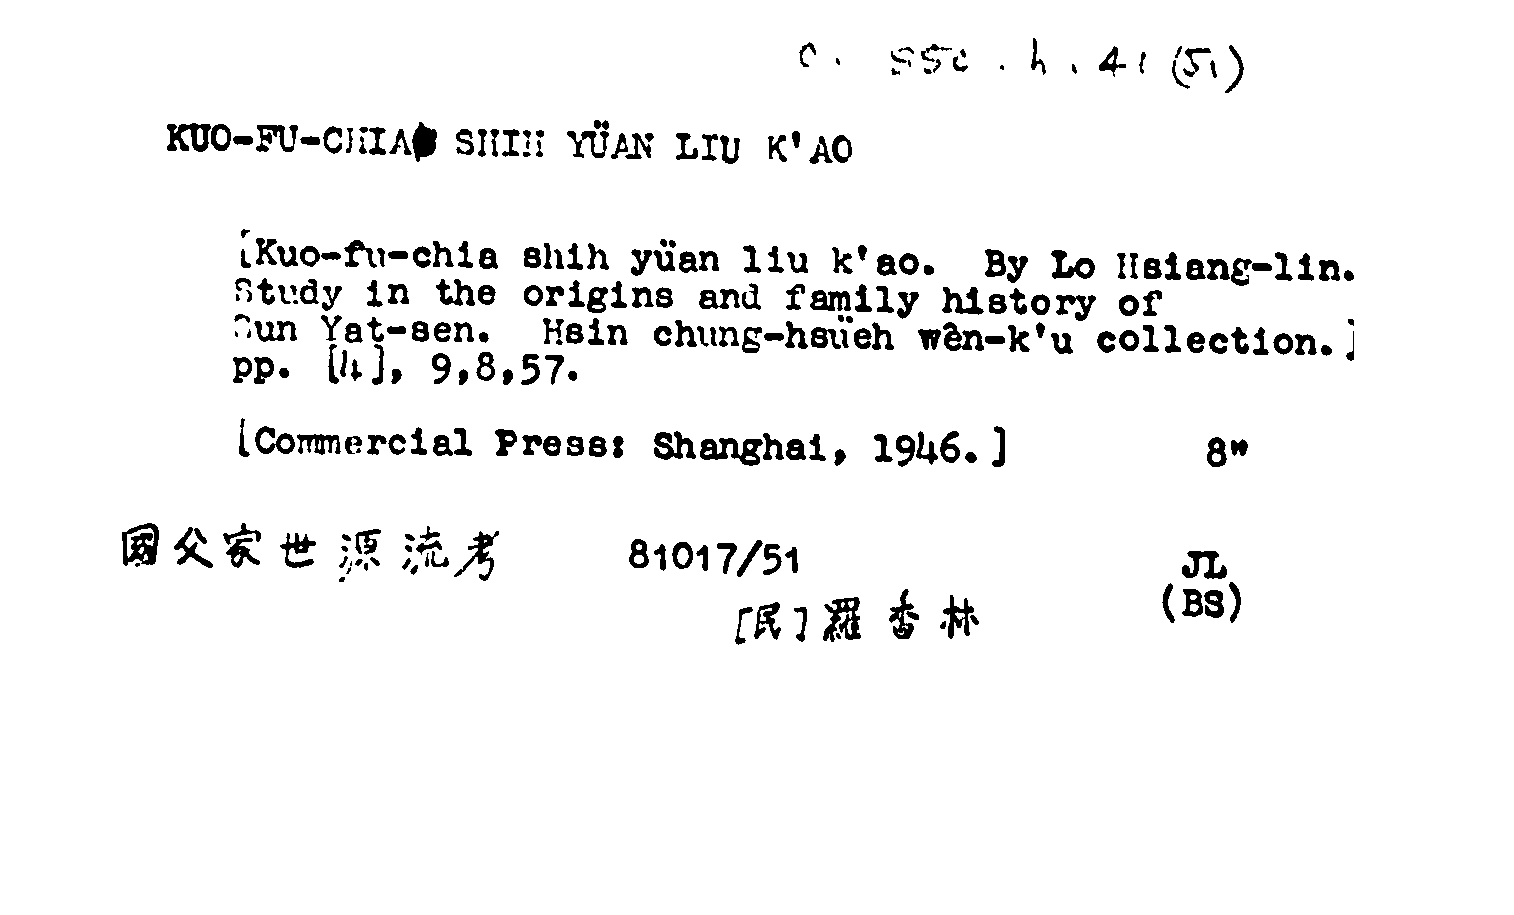 c. 55c. h. 41 (51)
KUO-FU-CHIA SHIH YÜAN LIU K'AO
[Kuo-fu-chia shih yüan liu k'ao. By Lo Hsiang-lin.
Study in the origins and family history of
Sun Yat-sen. Hsin chung-hsüeh wên-k'u collection.]
pp. [4], 9,8,57.
[Commercial Press: Shanghai, 1946.] 8"
國父家世源流考 81017/51 JL
[民] 羅香林 (BS)